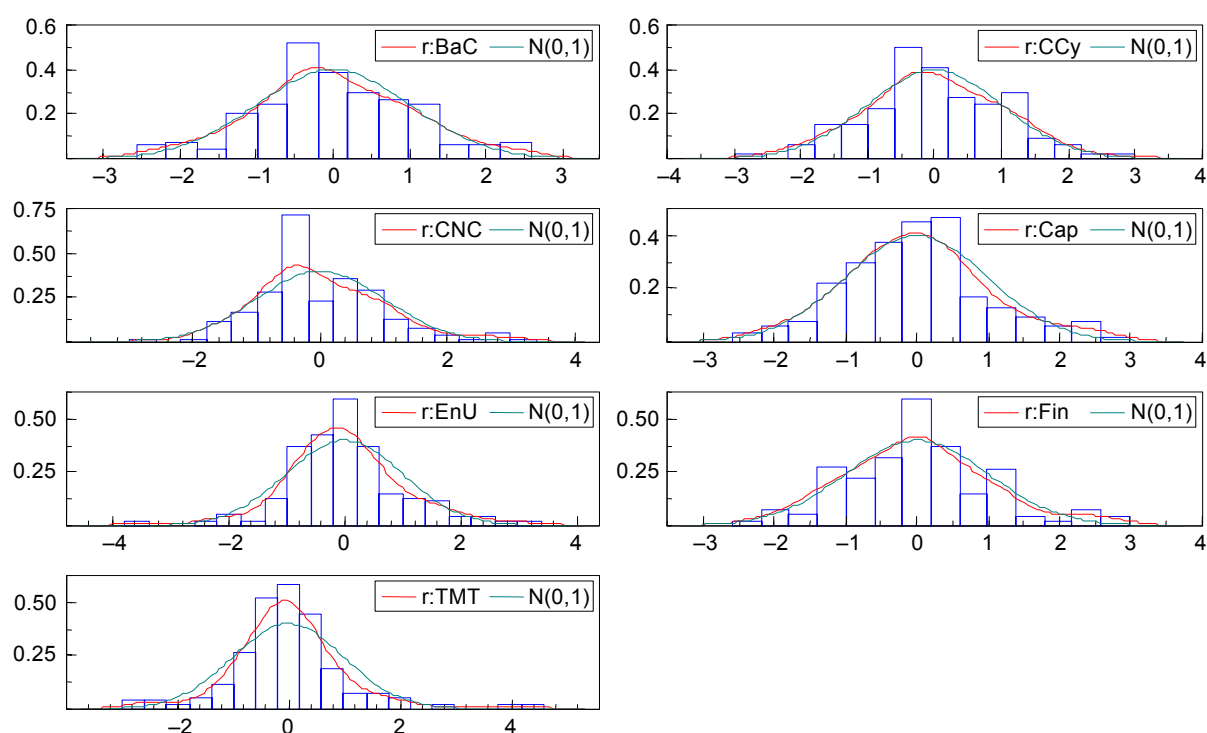 0.6
r:BaC N(0,1)
0.4
0.2
−3 −2 −1 0 1 2 3
0.6
r:CCy N(0,1)
0.4
0.2
−4 −3 −2 −1 0 1 2 3 4
0.75
r:CNC N(0,1)
0.50
0.25
−2 0 2 4
r:Cap N(0,1)
0.4
0.2
−3 −2 −1 0 1 2 3 4
r:EnU N(0,1)
0.50
0.25
−4 −2 0 2 4
r:Fin N(0,1)
0.50
0.25
−3 −2 −1 0 1 2 3 4
r:TMT N(0,1)
0.50
0.25
−2 0 2 4